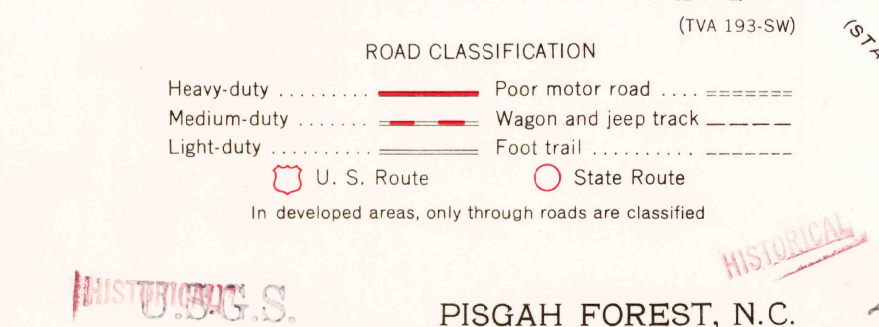 (TVA 193-SW)
(STA
ROAD CLASSIFICATION
Heavy-duty .......... Poor motor road ....
Medium-duty ....... Wagon and jeep track
Light-duty ........... Foot trail ..........
U. S. Route State Route
In developed areas, only through roads are classified
HISTORICAL
HISTORICAL
U.S.G.S.
PISGAH FOREST, N.C.